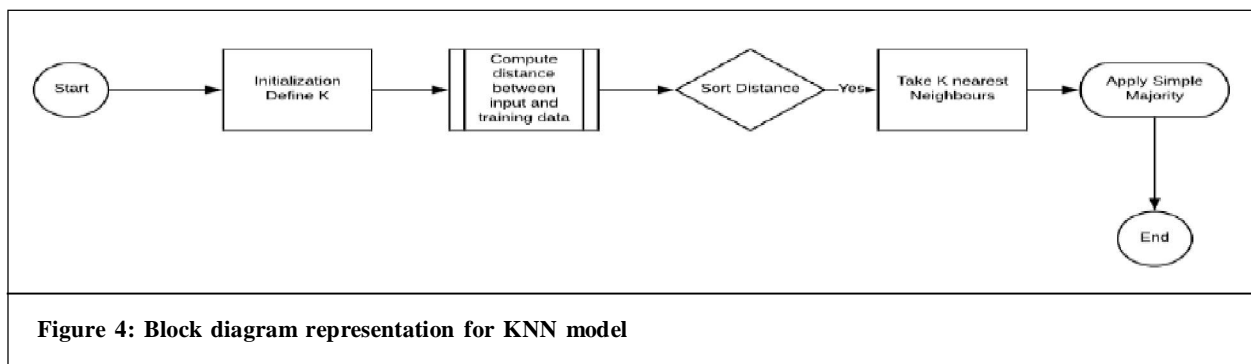 Start
Initialization
Define K
Compute
distance
between
input and
training data
Sort Distance
Yes
Take K nearest
Neighbours
Apply Simple
Majority
End
Figure 4: Block diagram representation for KNN model